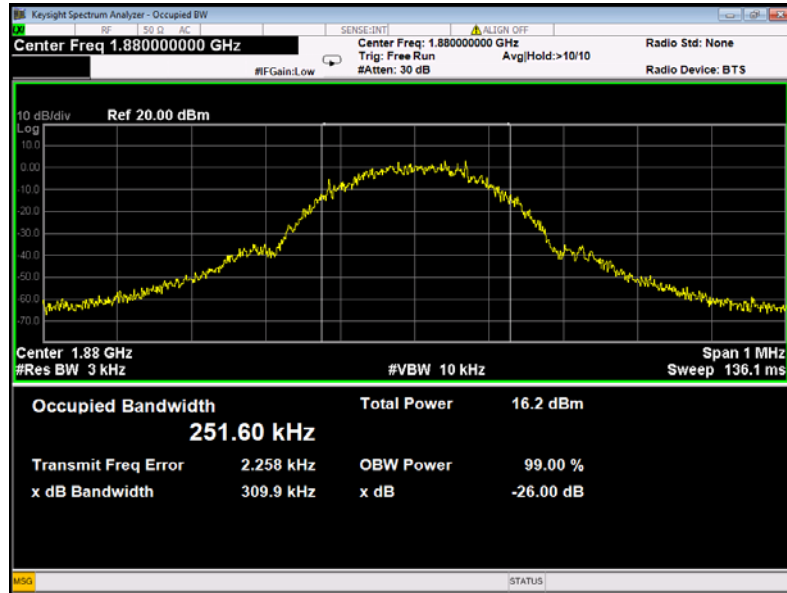 Keysight Spectrum Analyzer - Occupied BW
RF 50 Ω AC SENSE:INT ALIGN OFF
Center Freq 1.880000000 GHz
Center Freq: 1.880000000 GHz
Radio Std: None
Trig: Free Run Avg|Hold:>10/10
#IFGain:Low #Atten: 30 dB Radio Device: BTS
10 dB/div Ref 20.00 dBm
Log
10.0
0.00
-10.0
-20.0
-30.0
-40.0
-50.0
-60.0
-70.0
Center 1.88 GHz Span 1 MHz
#Res BW 3 kHz #VBW 10 kHz Sweep 136.1 ms
Occupied Bandwidth Total Power 16.2 dBm
251.60 kHz
Transmit Freq Error 2.258 kHz OBW Power 99.00 %
x dB Bandwidth 309.9 kHz x dB -26.00 dB
MSG STATUS